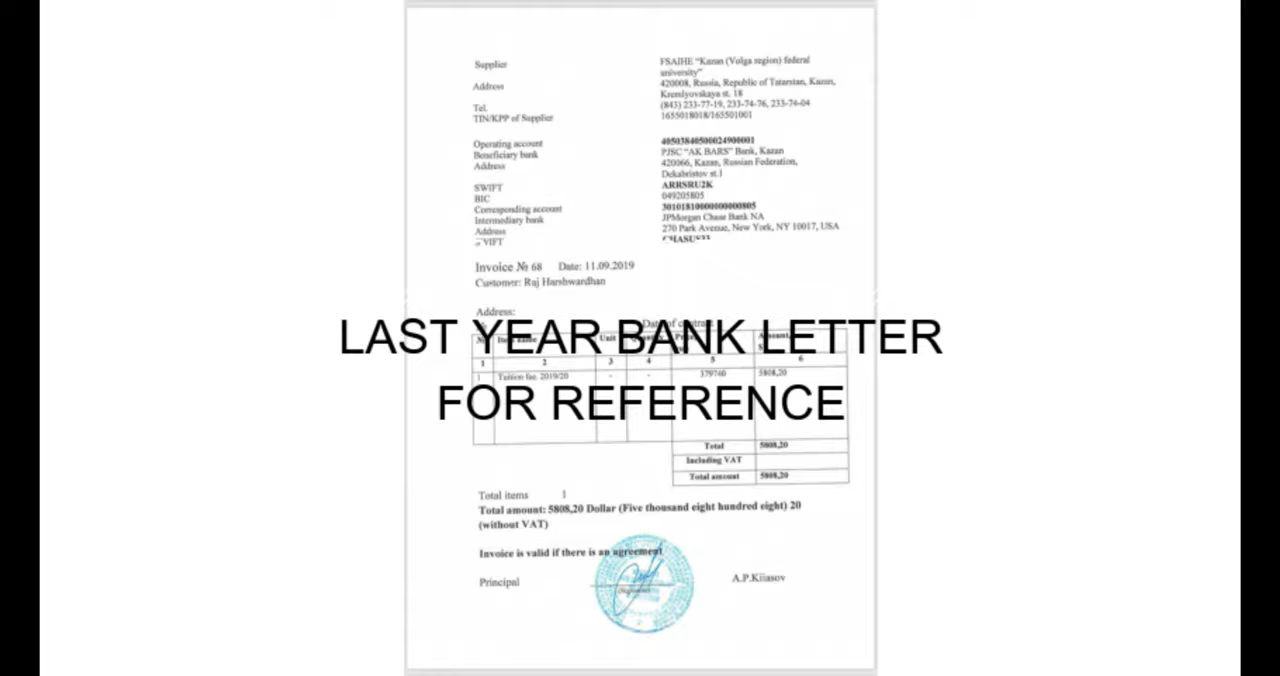 Supplier FSAIHE "Kazan (Volga region) federal
university"
Address 420008, Russia, Republic of Tatarstan, Kazan,
Kremlyovskaya st. 18
Tel. (843) 233-77-19, 233-74-76, 233-74-04
TIN/KPP of Supplier 1655018018/165501001
Operating account 40503840500024900001
Beneficiary bank PJSC "AK BARS" Bank, Kazan
Address 420066, Kazan, Russian Federation,
Dekabristov st.1
SWIFT ARRSRU2K
BIC 049205805
Corresponding account 30101810000000000805
Intermediary bank JPMorgan Chase Bank NA
Address 270 Park Avenue, New York, NY 10017, USA
Invoice № 68 Date: 11.09.2019
Customer: Raj Harshwardhan
Address:
Date of
LAST YEAR BANK LETTER
Unit
1 2 3 4 5 6
1 Tuition fee. 2019/20 - - 379740 5808,20
FOR REFERENCE
Total 5808,20
Including VAT
Total amount 5808,20
Total items 1
Total amount: 5808,20 Dollar (Five thousand eight hundred eight) 20
(without VAT)
Invoice is valid if there is an agreement
Principal A.P.Kiiasov